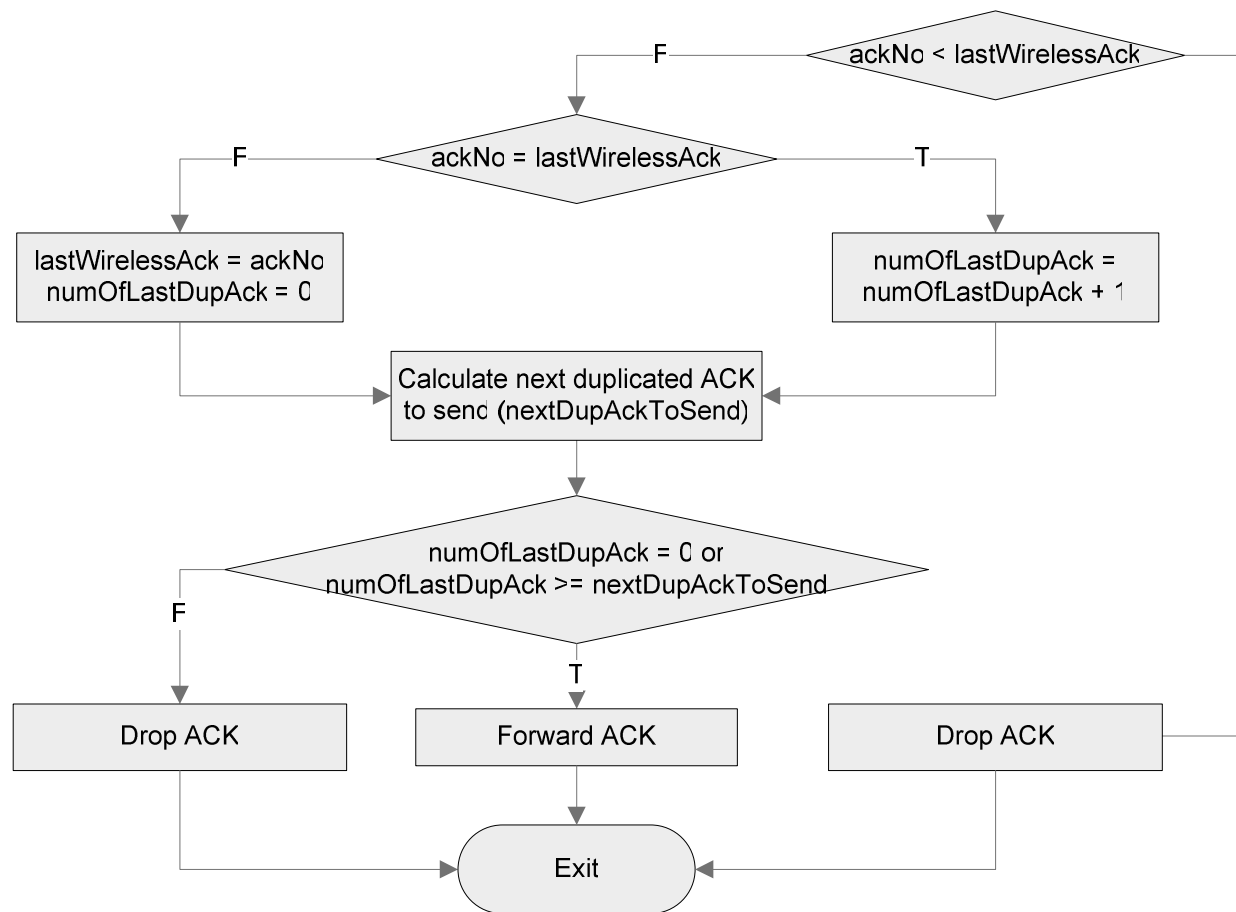 ackNo < lastWirelessAck
F
ackNo = lastWirelessAck
F
T
lastWirelessAck = ackNo
numOfLastDupAck = 0
numOfLastDupAck =
numOfLastDupAck + 1
Calculate next duplicated ACK
to send (nextDupAckToSend)
numOfLastDupAck = 0 or
numOfLastDupAck >= nextDupAckToSend
F
T
Drop ACK
Forward ACK
Drop ACK
Exit